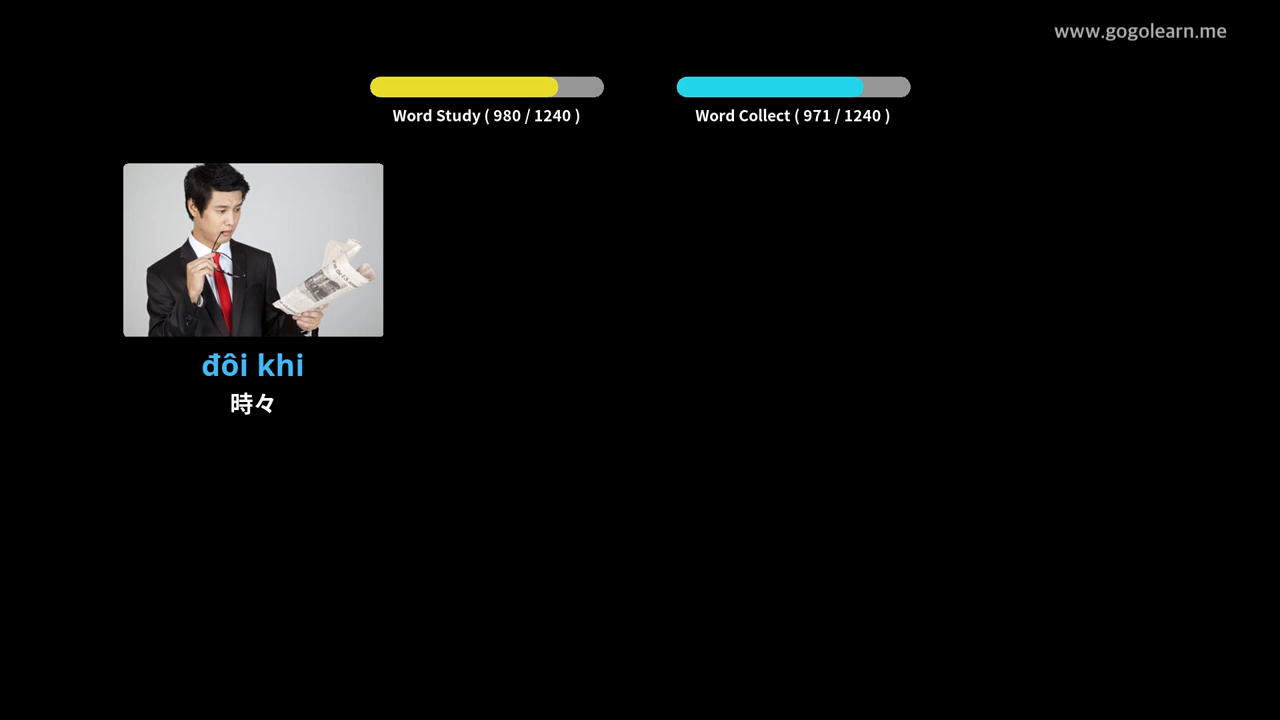 www.gogolearn.me
Word Study ( 980 / 1240 )
Word Collect ( 971 / 1240 )
đôi khi
時々